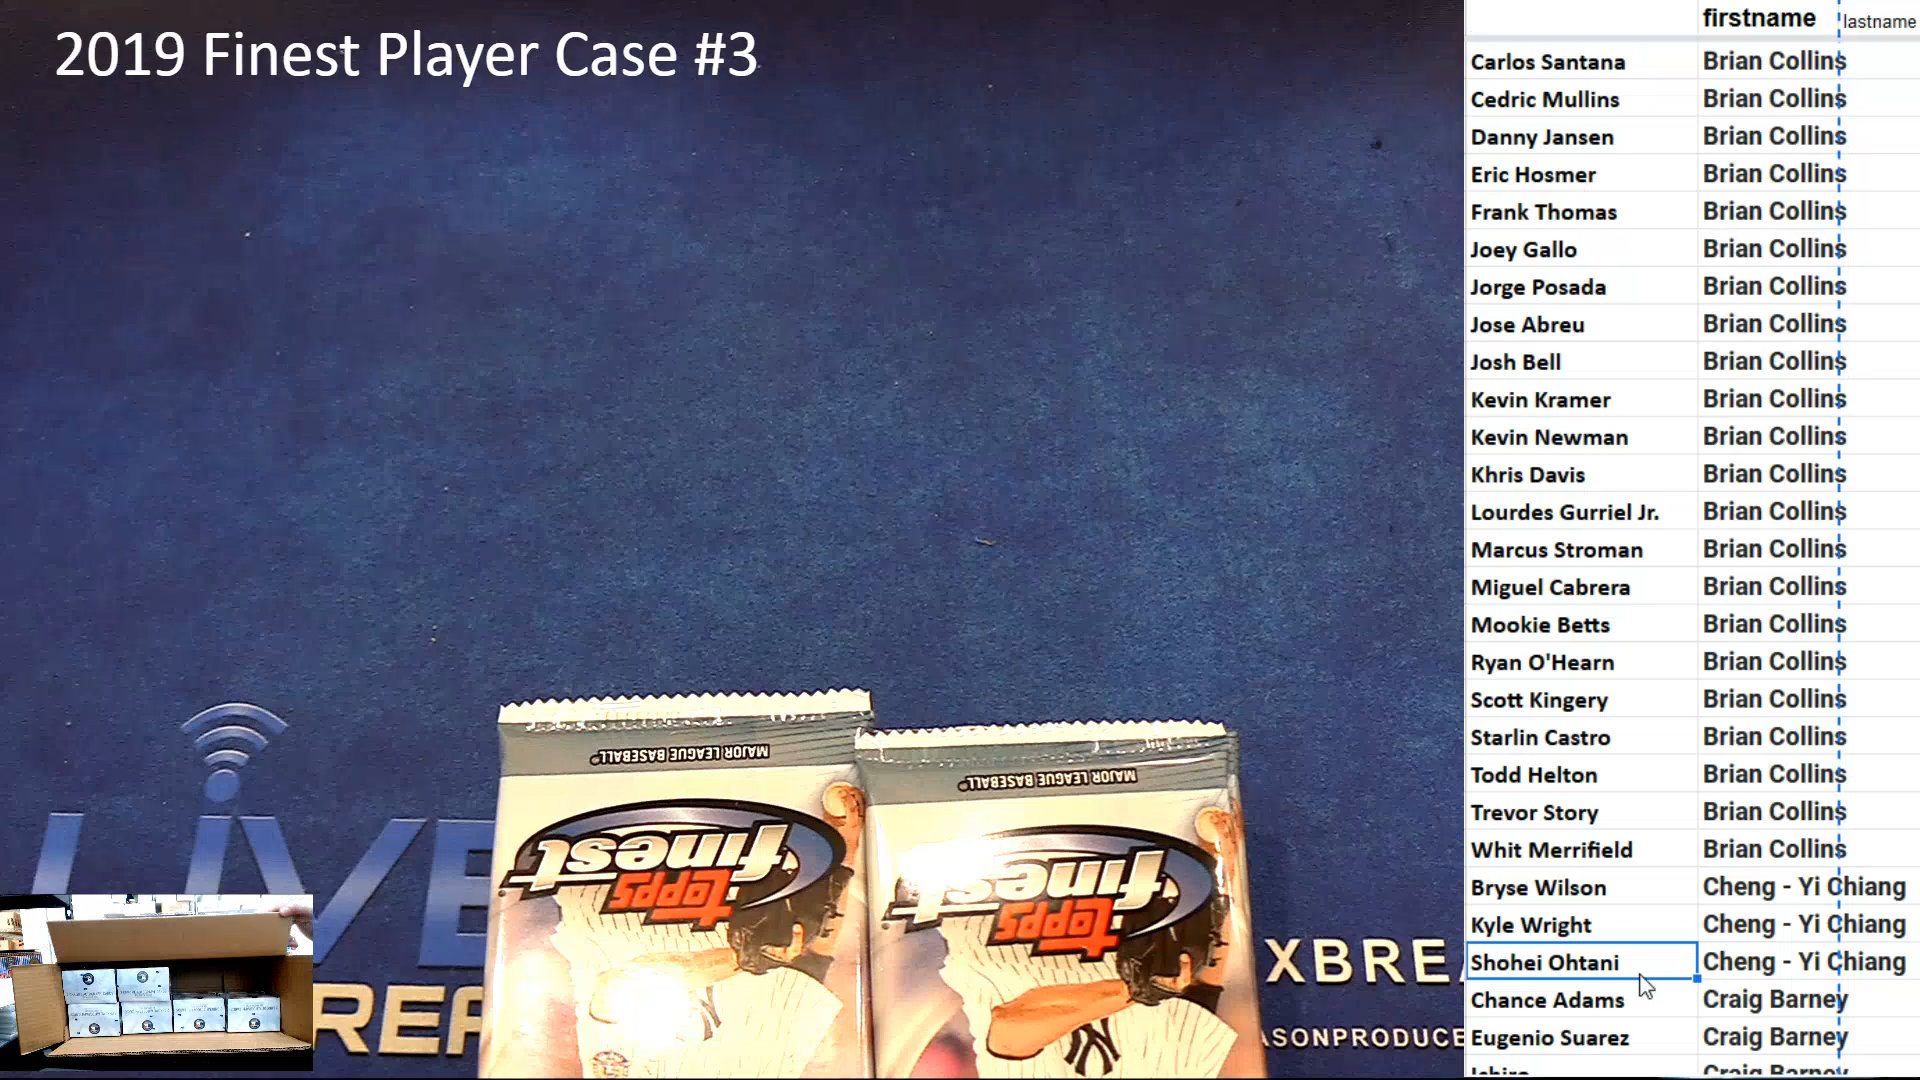 2019 Finest Player Case #3
firstname lastname
Carlos Santana Brian Collins
Cedric Mullins Brian Collins
Danny Jansen Brian Collins
Eric Hosmer Brian Collins
Frank Thomas Brian Collins
Joey Gallo Brian Collins
Jorge Posada Brian Collins
Jose Abreu Brian Collins
Josh Bell Brian Collins
Kevin Kramer Brian Collins
Kevin Newman Brian Collins
Khris Davis Brian Collins
Lourdes Gurriel Jr. Brian Collins
Marcus Stroman Brian Collins
Miguel Cabrera Brian Collins
Mookie Betts Brian Collins
Ryan O'Hearn Brian Collins
Scott Kingery Brian Collins
Starlin Castro Brian Collins
Todd Helton Brian Collins
Trevor Story Brian Collins
Whit Merrifield Brian Collins
Bryse Wilson Cheng - Yi Chiang
Kyle Wright Cheng - Yi Chiang
Shohei Ohtani Cheng - Yi Chiang
Chance Adams Craig Barney
Eugenio Suarez Craig Barney
Ichiro Craig Barney
MAJOR LEAGUE BASEBALL
topps
finest
MAJOR LEAGUE BASEBALL
topps
finest
NY
LIVE
XBRE
ASONPRODUCE